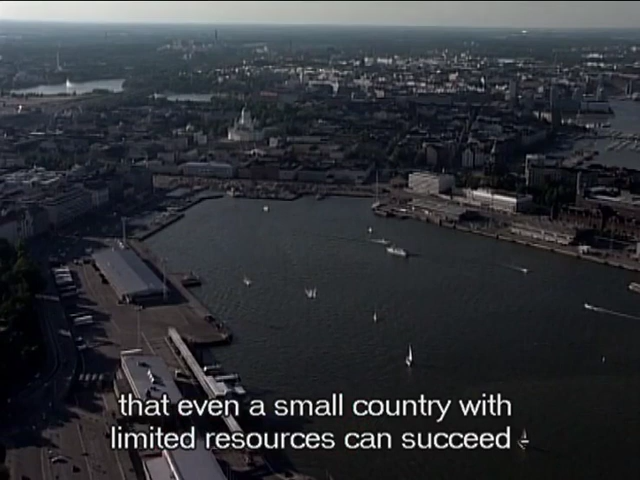 that even a small country with
limited resources can succeed